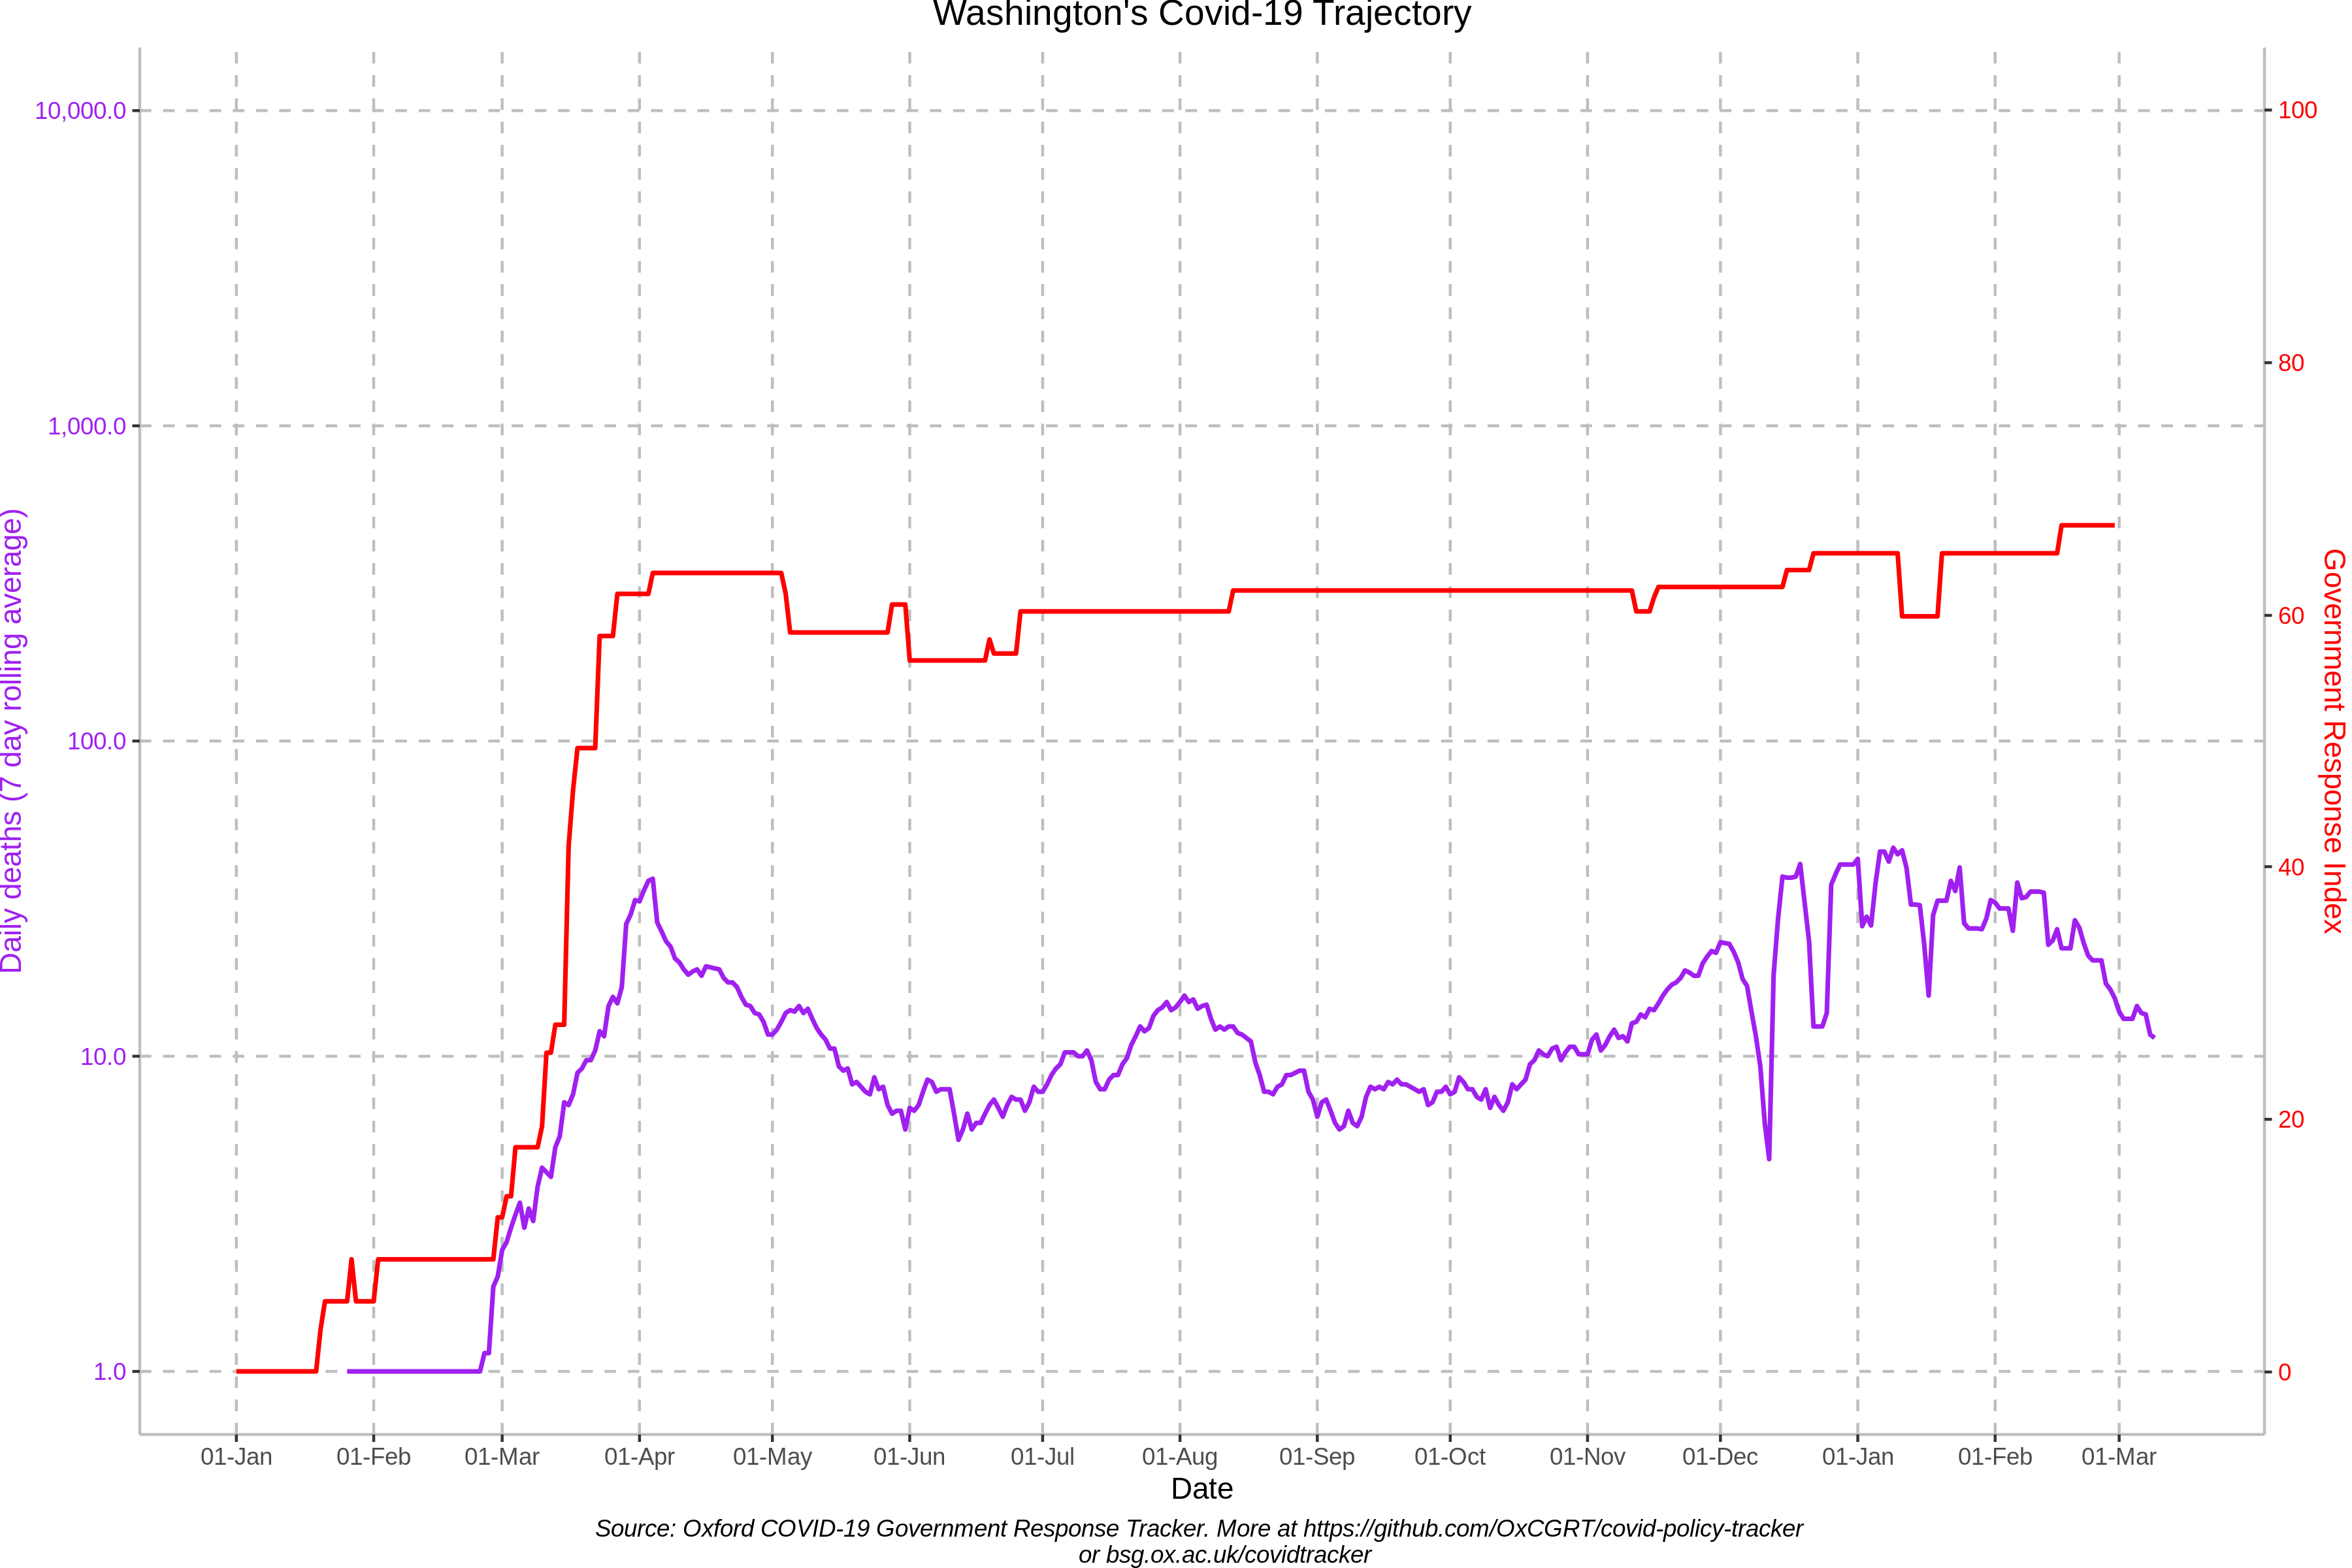 Washington's Covid-19 Trajectory
10,000.0
1,000.0
100.0
10.0
1.0
Daily deaths (7 day rolling average)
100
80
60
40
20
0
Government Response Index
01-Jan 01-Feb 01-Mar 01-Apr 01-May 01-Jun 01-Jul 01-Aug 01-Sep 01-Oct 01-Nov 01-Dec 01-Jan 01-Feb 01-Mar
Date
Source: Oxford COVID-19 Government Response Tracker. More at https://github.com/OxCGRT/covid-policy-tracker
or bsg.ox.ac.uk/covidtracker